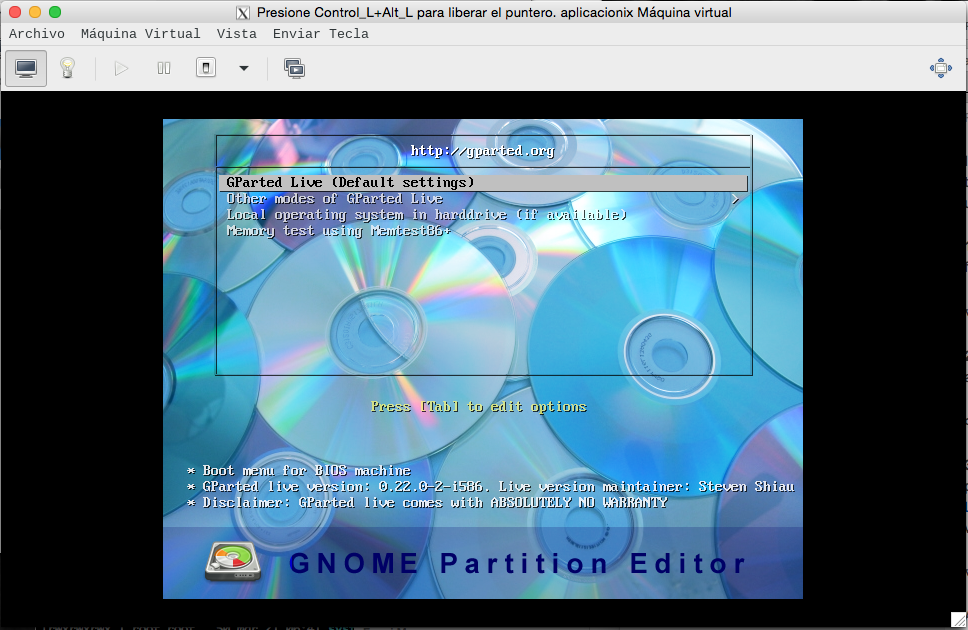 Presione Control_L+Alt_L para liberar el puntero. aplicacionix Máquina virtual
Archivo Máquina Virtual Vista Enviar Tecla
http://gparted.org
GParted Live (Default settings)
Other modes of GParted Live >
Local operating system in harddrive (if available)
Memory test using Memtest86+
Press [Tab] to edit options
* Boot menu for BIOS machine
* GParted live version: 0.22.0-2-i586. Live version maintainer: Steven Shiau
* Disclaimer: GParted live comes with ABSOLUTELY NO WARRANTY
GNOME Partition Editor